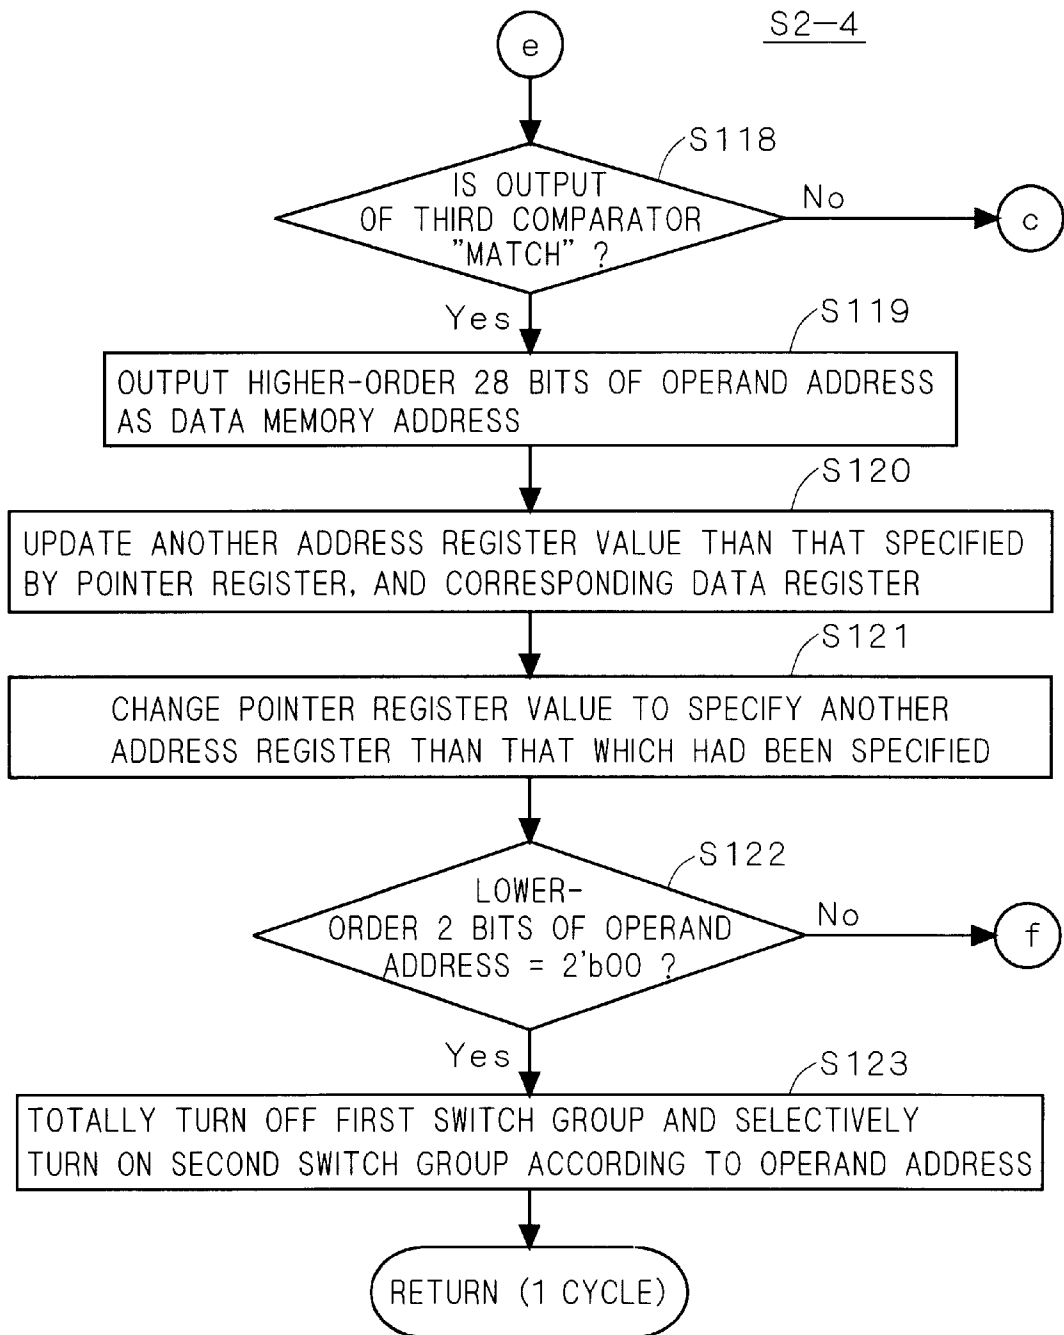 S2-4
e
S118
IS OUTPUT
OF THIRD COMPARATOR
"MATCH" ?
No
c
Yes
S119
OUTPUT HIGHER-ORDER 28 BITS OF OPERAND ADDRESS
AS DATA MEMORY ADDRESS
S120
UPDATE ANOTHER ADDRESS REGISTER VALUE THAN THAT SPECIFIED
BY POINTER REGISTER, AND CORRESPONDING DATA REGISTER
S121
CHANGE POINTER REGISTER VALUE TO SPECIFY ANOTHER
ADDRESS REGISTER THAN THAT WHICH HAD BEEN SPECIFIED
S122
LOWER-
ORDER 2 BITS OF OPERAND
ADDRESS = 2'b00 ?
No
f
Yes
S123
TOTALLY TURN OFF FIRST SWITCH GROUP AND SELECTIVELY
TURN ON SECOND SWITCH GROUP ACCORDING TO OPERAND ADDRESS
RETURN (1 CYCLE)